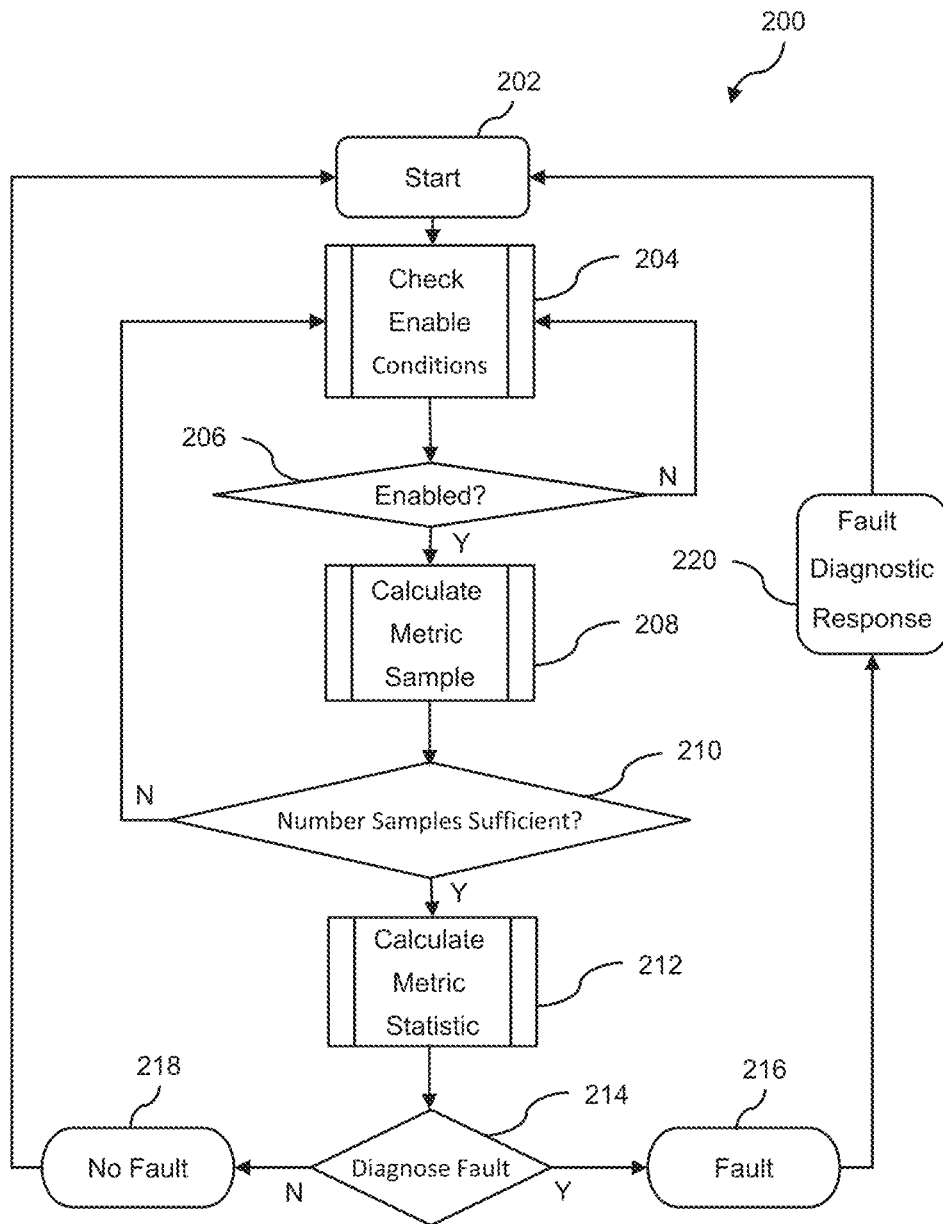 200
202
Start
Check
Enable
Conditions
204
206
Enabled?
N
Y
Calculate
Metric
Sample
208
Fault
Diagnostic
Response
220
210
N
Number Samples Sufficient?
Y
Calculate
Metric
Statistic
212
218
214
216
No Fault
N
Diagnose Fault
Y
Fault